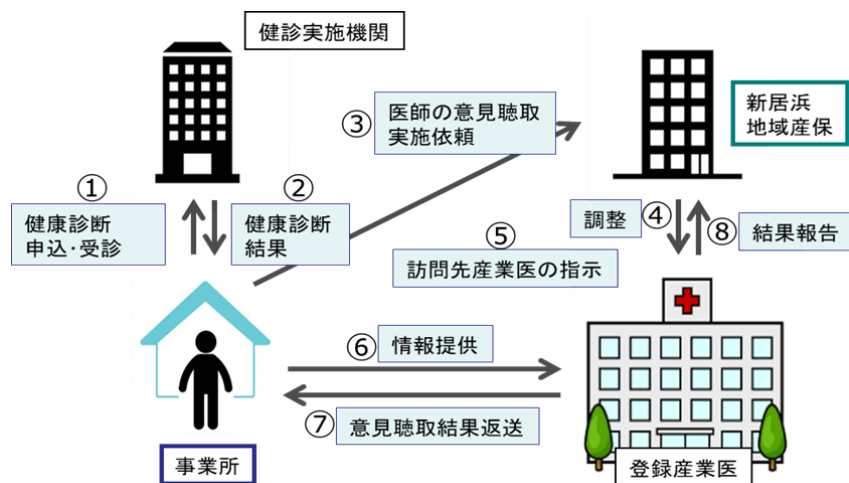 健診実施機関
新居浜
地域産保
③
医師の意見聴取
実施依頼
①
健康診断
申込・受診
②
健康診断
結果
調整
④
⑧
結果報告
⑤
訪問先産業医の指示
⑥
情報提供
⑦
意見聴取結果返送
事業所
登録産業医